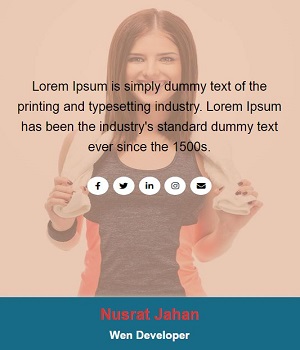 Lorem Ipsum is simply dummy text of the
printing and typesetting industry. Lorem Ipsum
has been the industry's standard dummy text
ever since the 1500s.
Nusrat Jahan
Wen Developer